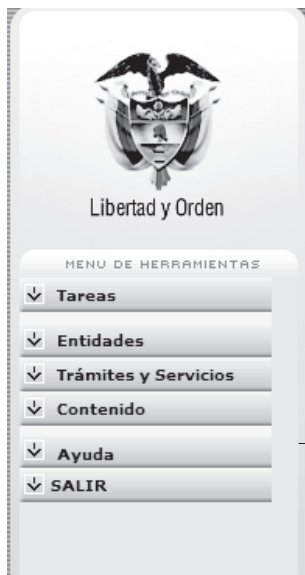 Libertad y Orden
MENU DE HERRAMIENTAS
Tareas
Entidades
Trámites y Servicios
Contenido
Ayuda
SALIR